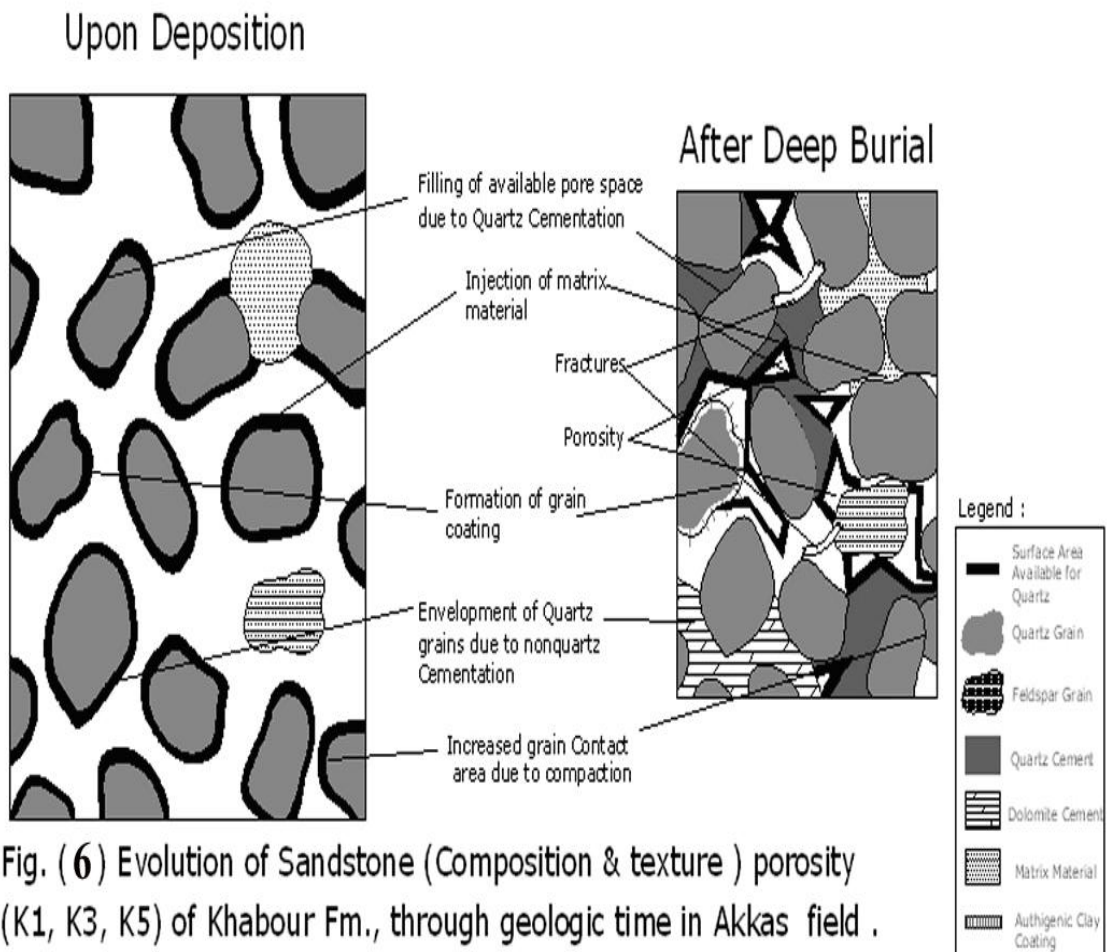 Upon Deposition
After Deep Burial
Filling of available pore space
due to Quartz Cementation
Injection of matrix
material
Fractures
Porosity
Formation of grain
coating
Envelopment of Quartz
grains due to nonquartz
Cementation
Increased grain Contact
area due to compaction
Legend :
Surface Area
Available for
Quartz
Quartz Grain
Feldspar Grain
Quartz Cement
Dolomite Cement
Matrix Material
Authigenic Clay
Coating
Fig. (6) Evolution of Sandstone (Composition & texture ) porosity
(K1, K3, K5) of Khabour Fm., through geologic time in Akkas field .